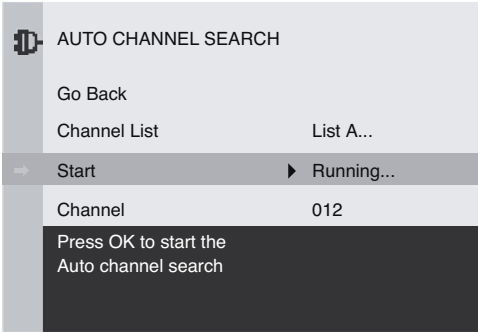 AUTO CHANNEL SEARCH
Go Back
Channel List List A...
Start Running...
Channel 012
Press OK to start the
Auto channel search